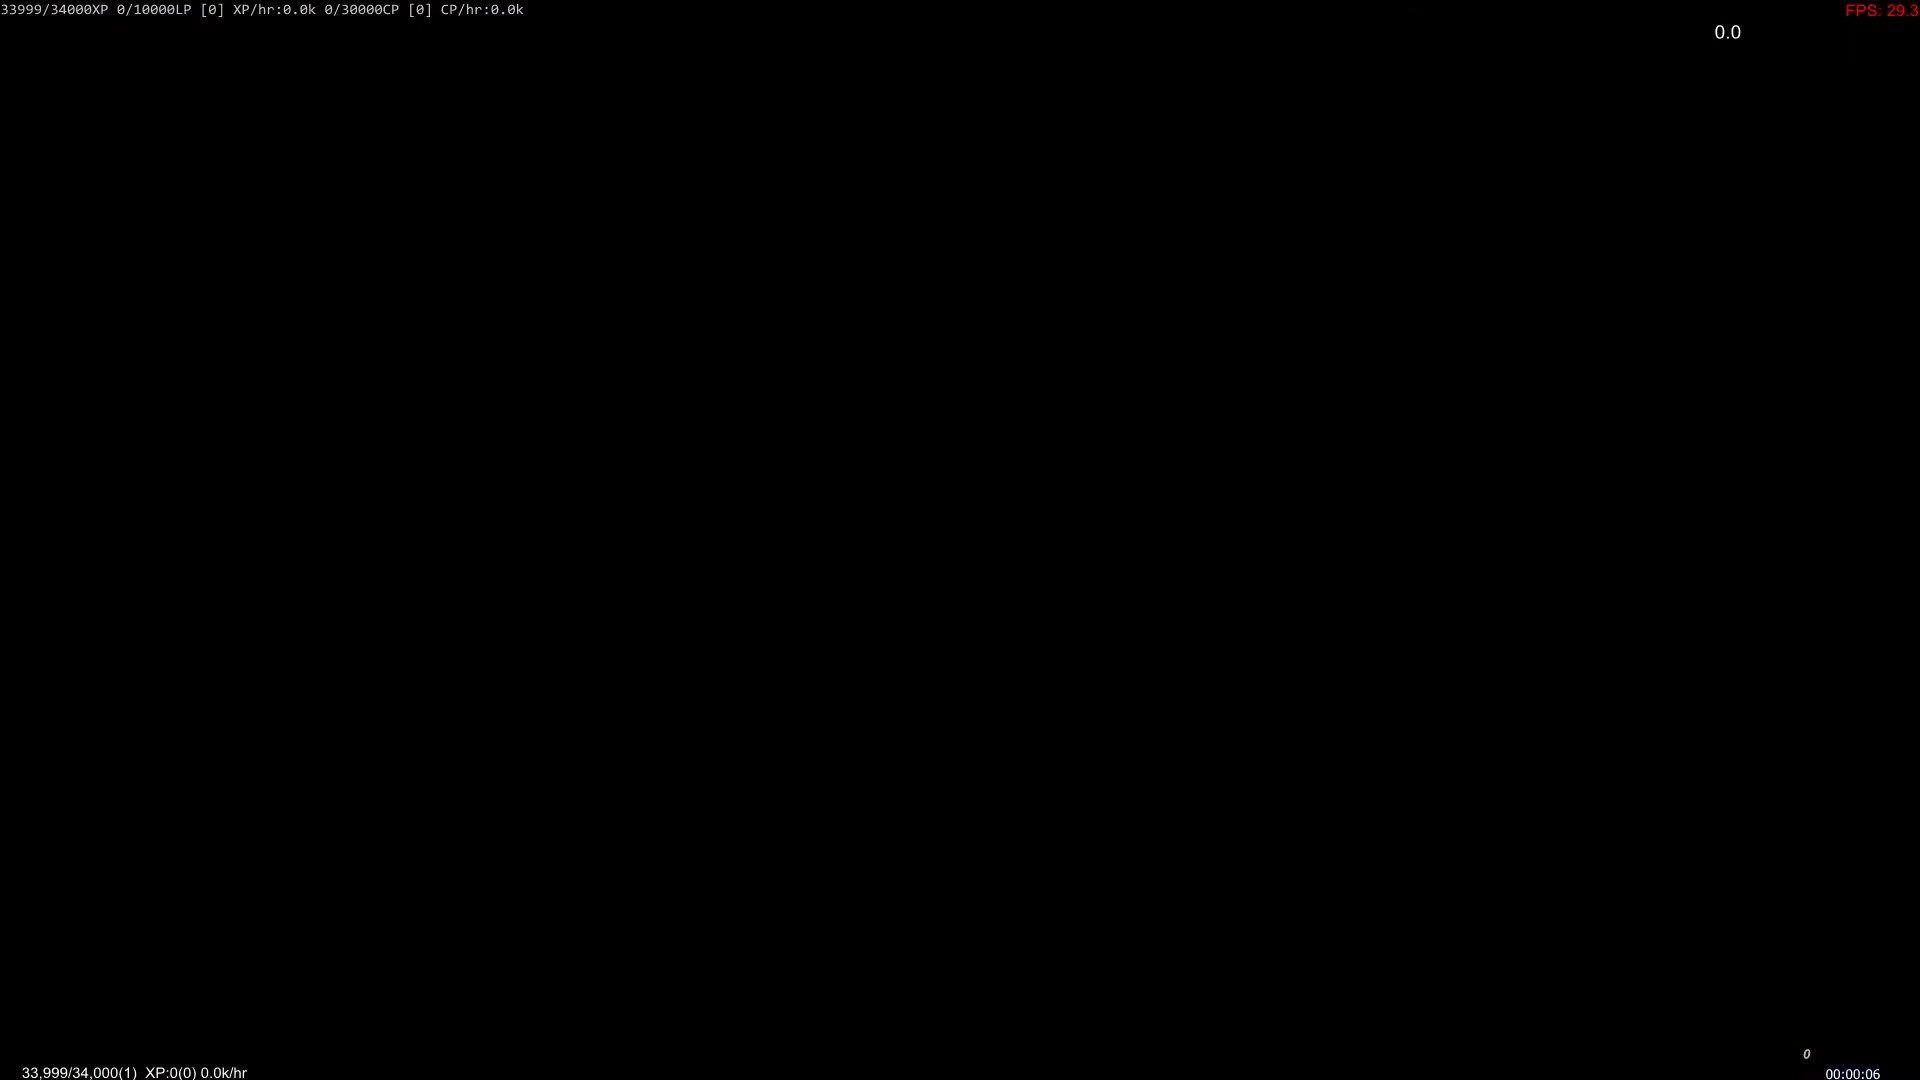 33999/34000XP 0/10000LP [0] XP/hr:0.0k 0/30000CP [0] CP/hr:0.0k
FPS: 29.3
0.0
0
33,999/34,000(1) XP:0(0) 0.0k/hr
00:00:06